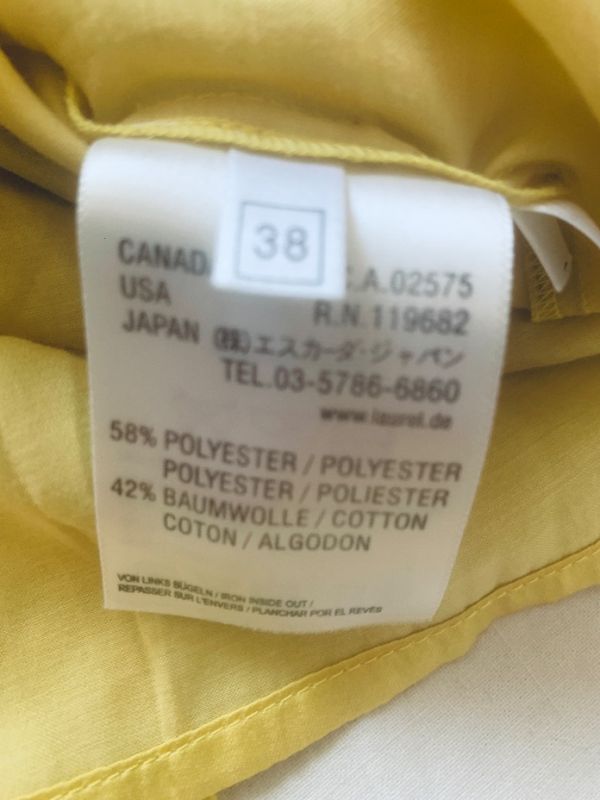 38
CANAD
C.A.02575
USA
R.N.119682
JAPAN (株)エスカーダ・ジャパン
TEL.03-5786-6860
www.laurel.de
58% POLYESTER / POLYESTER
POLYESTER / POLIESTER
42% BAUMWOLLE / COTTON
COTON / ALGODON
VON LINKS BÜGELN / IRON INSIDE OUT /
REPASSER SUR L'ENVERS / PLANCHAR POR EL REVÉS